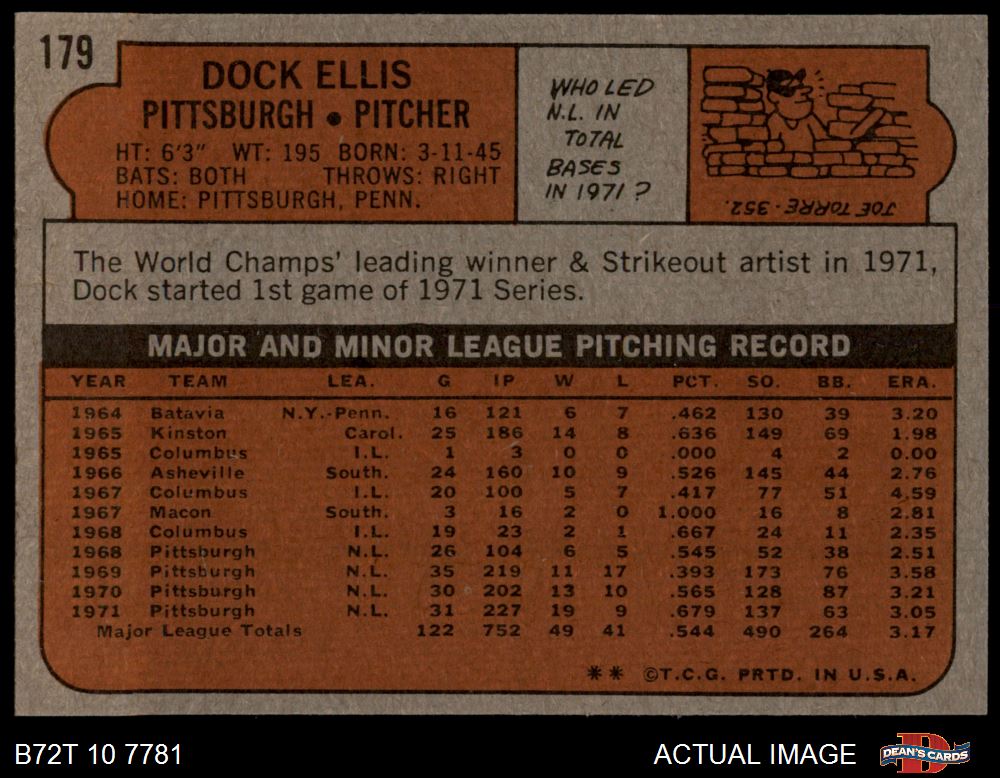 179
DOCK ELLIS
PITTSBURGH • PITCHER
HT: 6'3" WT: 195 BORN: 3-11-45
BATS: BOTH THROWS: RIGHT
HOME: PITTSBURGH, PENN.
WHO LED
N.L. IN
TOTAL
BASES
IN 1971?
JOE TORRE - 352.
The World Champs' leading winner & Strikeout artist in 1971,
Dock started 1st game of 1971 Series.
MAJOR AND MINOR LEAGUE PITCHING RECORD
YEAR TEAM LEA. G IP W L PCT. SO. BB. ERA.
1964 Batavia N.Y.-Penn. 16 121 6 7 .462 130 39 3.20
1965 Kinston Carol. 25 186 14 8 .636 149 69 1.98
1965 Columbus I.L. 1 3 0 0 .000 4 2 0.00
1966 Asheville South. 24 160 10 9 .526 145 44 2.76
1967 Columbus I.L. 20 100 5 7 .417 77 51 4.59
1967 Macon South. 3 16 2 0 1.000 16 8 2.81
1968 Columbus I.L. 19 23 2 1 .667 24 11 2.35
1968 Pittsburgh N.L. 26 104 6 5 .545 52 38 2.51
1969 Pittsburgh N.L. 35 219 11 17 .393 173 76 3.58
1970 Pittsburgh N.L. 30 202 13 10 .565 128 87 3.21
1971 Pittsburgh N.L. 31 227 19 9 .679 137 63 3.05
Major League Totals 122 752 49 41 .544 490 264 3.17
** ©T.C.G. PRTD. IN U.S.A.
B72T 10 7781
ACTUAL IMAGE
DEAN'S CARDS